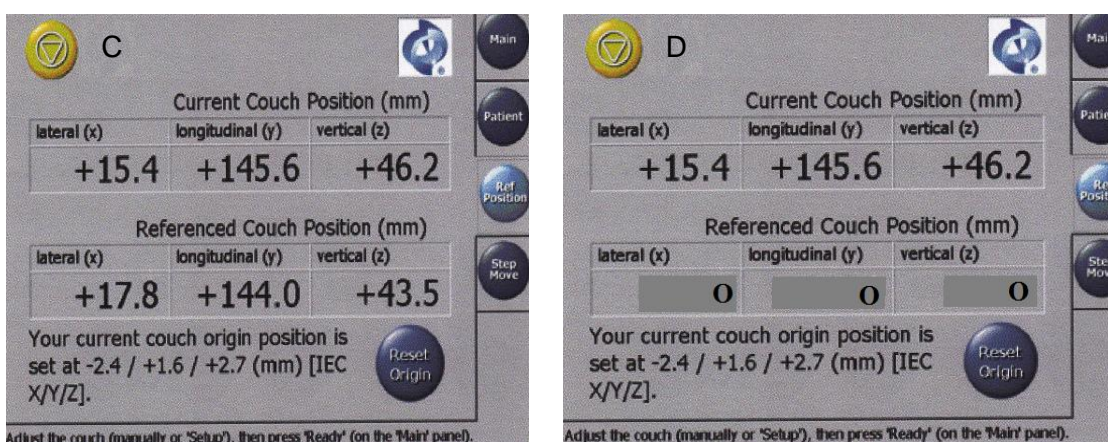 C
Main
Current Couch Position (mm)
Patient
lateral (x) longitudinal (y) vertical (z)
+15.4 +145.6 +46.2
Ref
Position
Referenced Couch Position (mm)
lateral (x) longitudinal (y) vertical (z)
Step
Move
+17.8 +144.0 +43.5
Your current couch origin position is
set at -2.4 / +1.6 / +2.7 (mm) [IEC
X/Y/Z].
Reset
Origin
Adjust the couch (manually or 'Setup'), then press 'Ready' (on the 'Main' panel).
D
Mai
Current Couch Position (mm)
Patie
lateral (x) longitudinal (y) vertical (z)
+15.4 +145.6 +46.2
Re
Posit
Referenced Couch Position (mm)
lateral (x) longitudinal (y) vertical (z)
Ste
Mov
O O O
Your current couch origin position is
set at -2.4 / +1.6 / +2.7 (mm) [IEC
X/Y/Z].
Reset
Origin
Adjust the couch (manually or 'Setup'), then press 'Ready' (on the 'Main' panel).